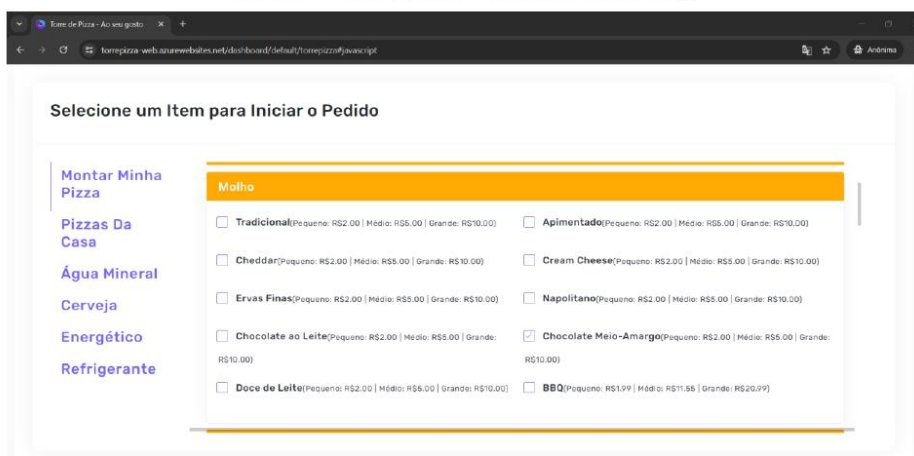 Torre de Pizza - Ao seu gosto
torrepizza-web.azurewebsites.net/dashboard/default/torrepizza#javascript
Anônima
Selecione um Item para Iniciar o Pedido
Montar Minha
Pizza
Pizzas Da
Casa
Água Mineral
Cerveja
Energético
Refrigerante
Molho
Tradicional(Pequeno: R$2.00 | Médio: R$5.00 | Grande: R$10.00)
Apimentado(Pequeno: R$2.00 | Médio: R$5.00 | Grande: R$10.00)
Cheddar(Pequeno: R$2.00 | Médio: R$5.00 | Grande: R$10.00)
Cream Cheese(Pequeno: R$2.00 | Médio: R$5.00 | Grande: R$10.00)
Ervas Finas(Pequeno: R$2.00 | Médio: R$5.00 | Grande: R$10.00)
Napolitano(Pequeno: R$2.00 | Médio: R$5.00 | Grande: R$10.00)
Chocolate ao Leite(Pequeno: R$2.00 | Médio: R$5.00 | Grande:
R$10.00)
Chocolate Meio-Amargo(Pequeno: R$2.00 | Médio: R$5.00 | Grande:
R$10.00)
Doce de Leite(Pequeno: R$2.00 | Médio: R$5.00 | Grande: R$10.00)
BBQ(Pequeno: R$1.99 | Médio: R$11.55 | Grande: R$20.99)